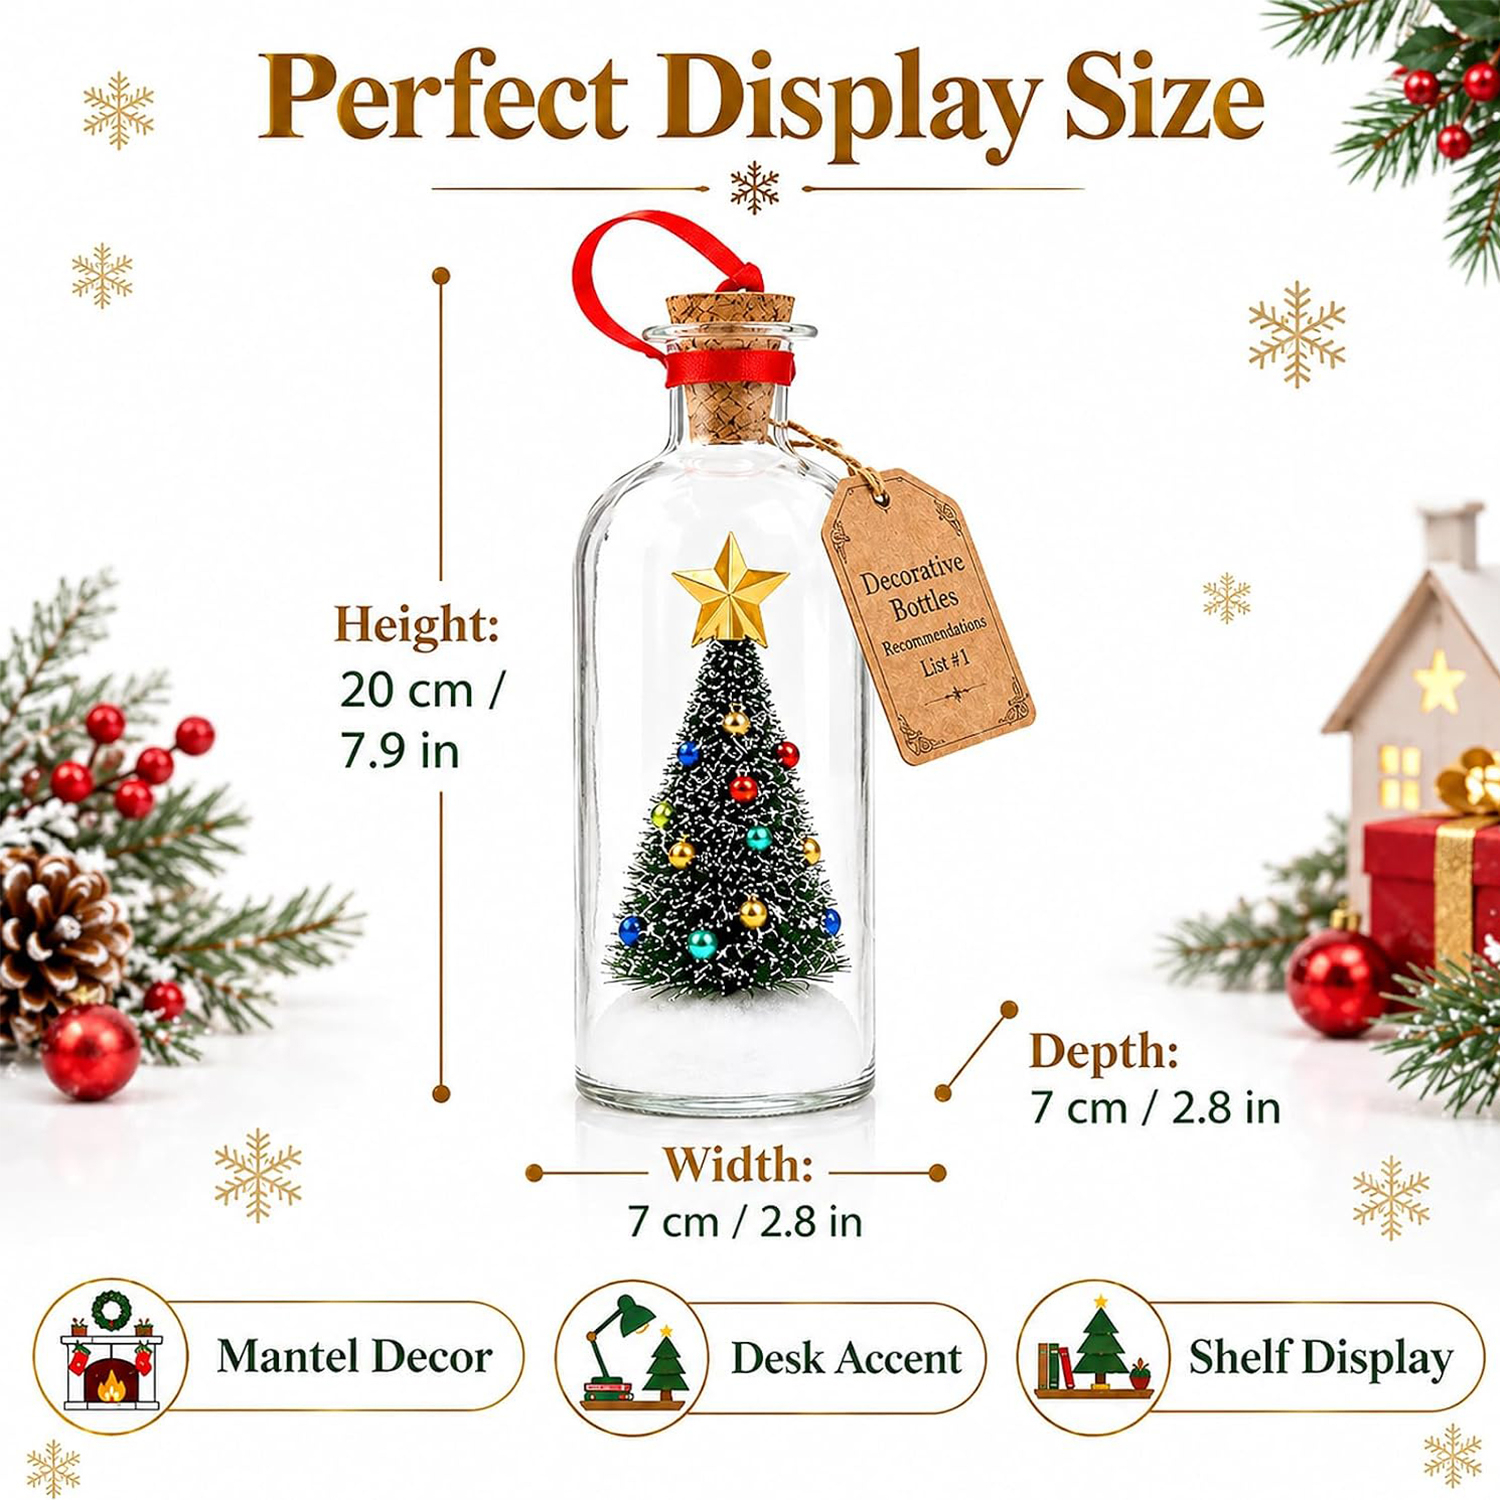 Perfect Display Size
Decorative
Bottles
Recommendations
List #1
Height:
20 cm /
7.9 in
Depth:
7 cm / 2.8 in
Width:
7 cm / 2.8 in
Mantel Decor
Desk Accent
Shelf Display